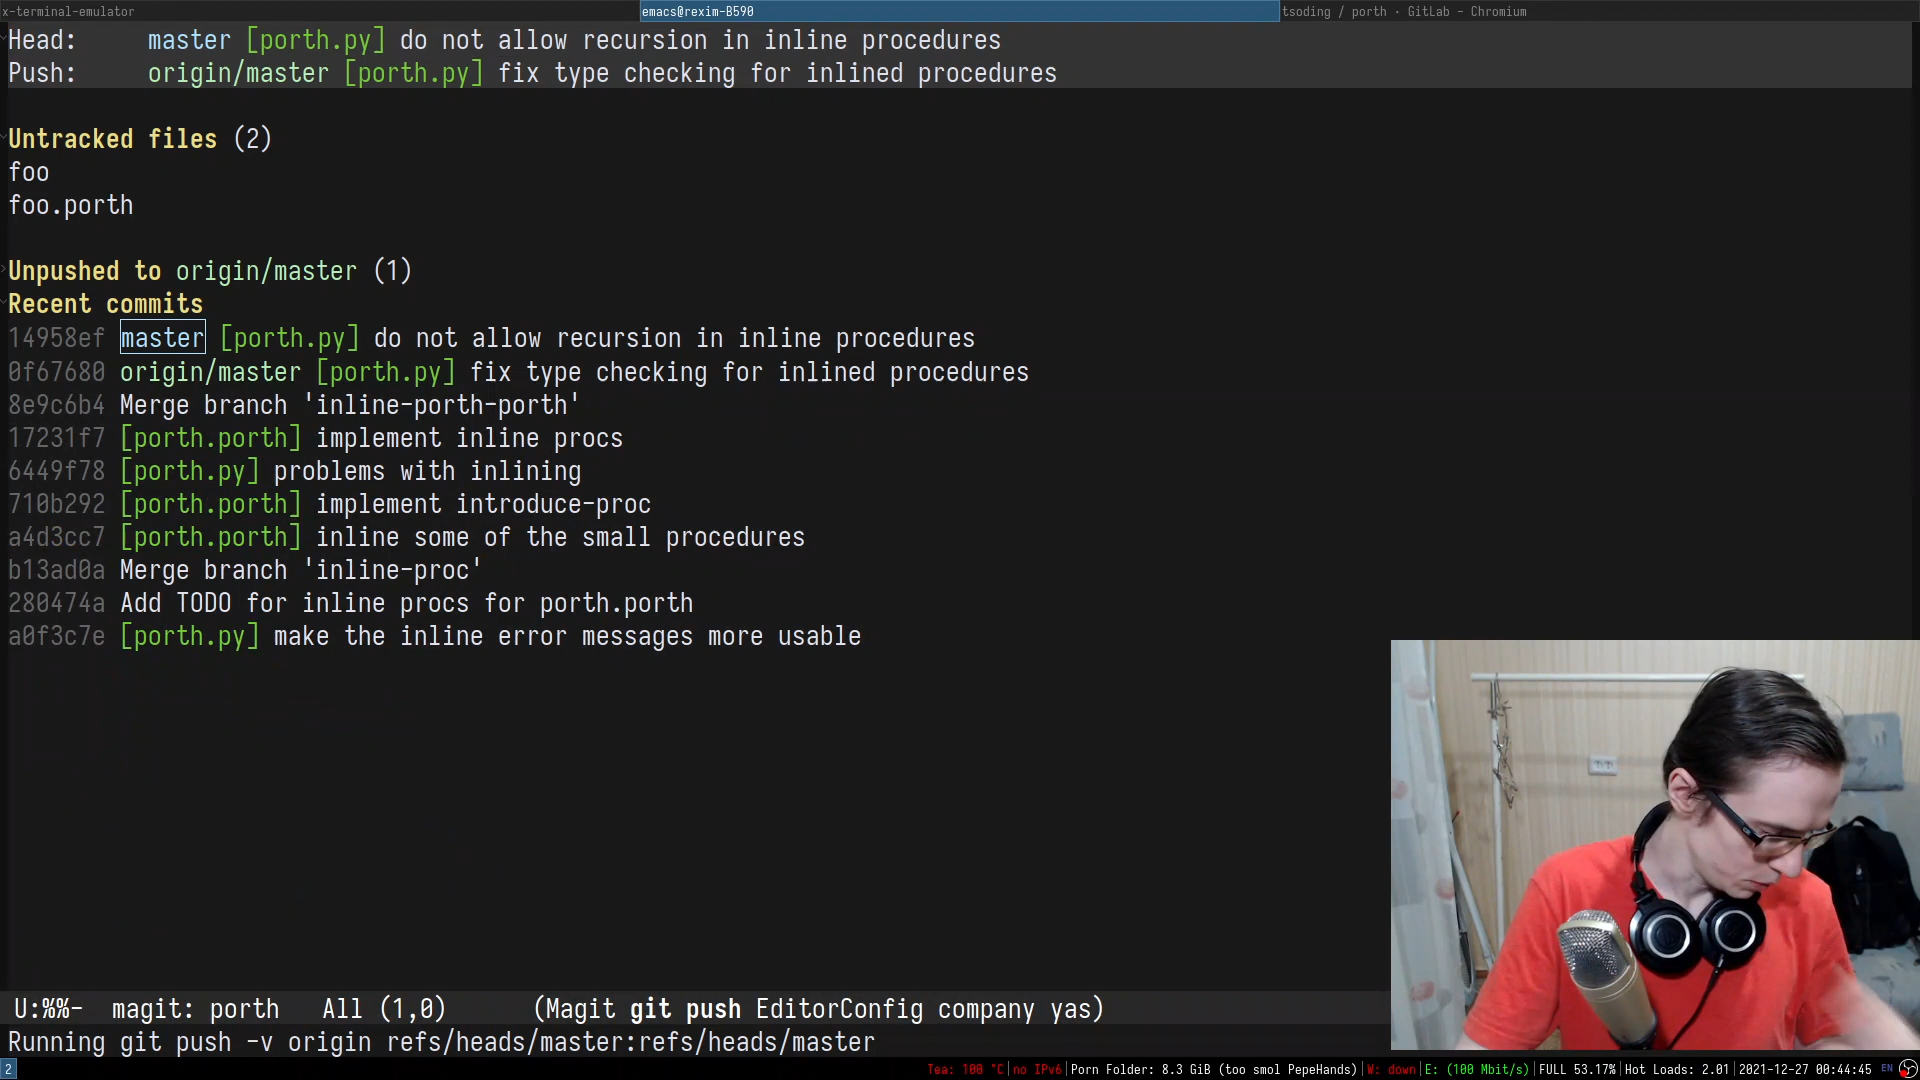 x-terminal-emulator
emacs@rexim-B590
tsoding / porth · GitLab - Chromium
Head:     master [porth.py] do not allow recursion in inline procedures
Push:     origin/master [porth.py] fix type checking for inlined procedures
Untracked files (2)
foo
foo.porth
Unpushed to origin/master (1)
Recent commits
14958ef master [porth.py] do not allow recursion in inline procedures
0f67680 origin/master [porth.py] fix type checking for inlined procedures
8e9c6b4 Merge branch 'inline-porth-porth'
17231f7 [porth.porth] implement inline procs
6449f78 [porth.py] problems with inlining
710b292 [porth.porth] implement introduce-proc
a4d3cc7 [porth.porth] inline some of the small procedures
b13ad0a Merge branch 'inline-proc'
280474a Add TODO for inline procs for porth.porth
a0f3c7e [porth.py] make the inline error messages more usable
U:%%-  magit: porth   All (1,0)      (Magit git push EditorConfig company yas)
Running git push -v origin refs/heads/master:refs/heads/master
2
Tea: 100 °C|no IPv6|Porn Folder: 8.3 GiB (too smol PepeHands)|W: down|E: (100 Mbit/s)|FULL 53.17%|Hot Loads: 2.01|2021-12-27 00:44:45 EN